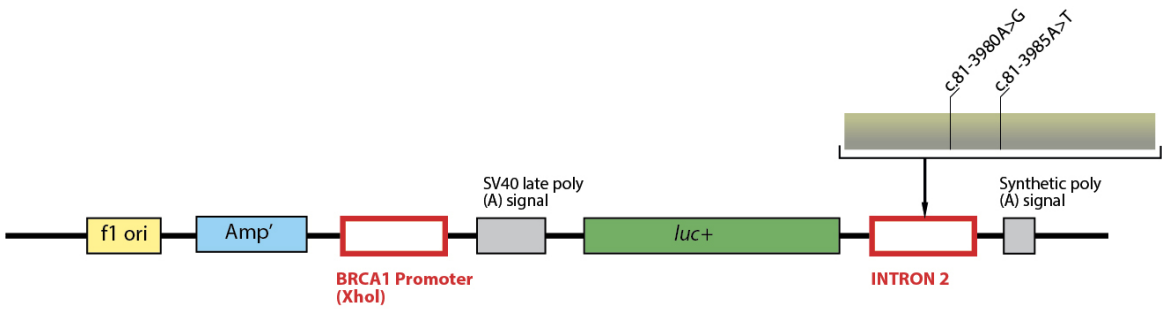 c.81-3980A>G
c.81-3985A>T
SV40 late poly
(A) signal
Synthetic poly
(A) signal
f1 ori
Amp'
luc+
BRCA1 Promoter
(XhoI)
INTRON 2